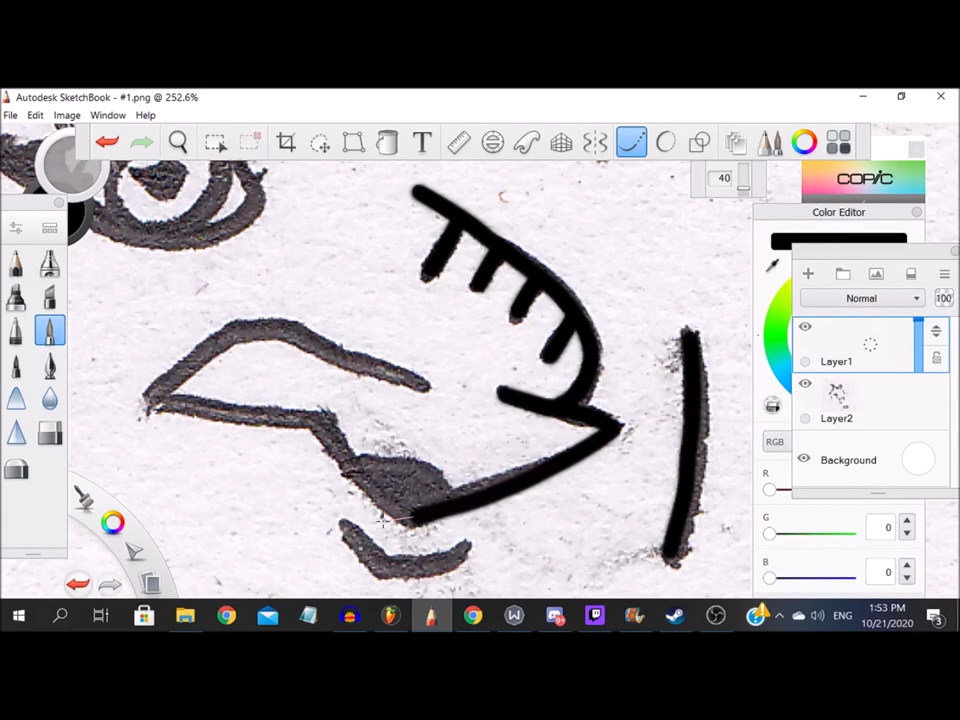 Autodesk SketchBook - #1.png @ 252.6%
File Edit Image Window Help
T
40
COPIC
Color Editor
Normal
100
Layer1
Layer2
Background
RGB
R
G
0
B
0
ENG
1:53 PM
10/21/2020
3